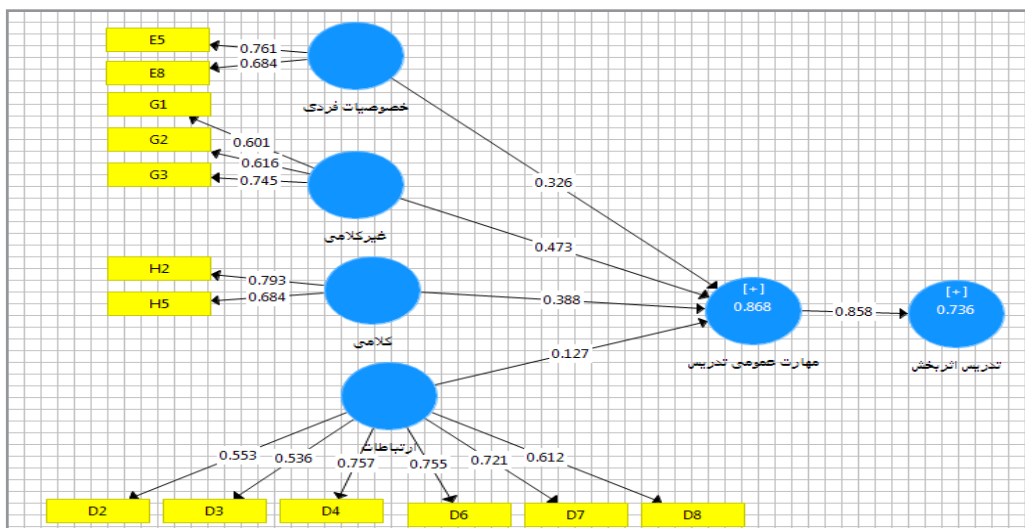 E5
0.761
E8
0.684
خصوصیات فردی
G1
0.601
G2
0.616
G3
0.745
0.326
غیرکلامی
0.473
H2
0.793
H5
0.684
کلامی
0.388
[+]
0.868
مهارت عمومی تدریس
0.858
[+]
0.736
تدریس اثربخش
0.127
ارتباطات
0.553
0.536
0.757
0.755
0.721
0.612
D2
D3
D4
D6
D7
D8